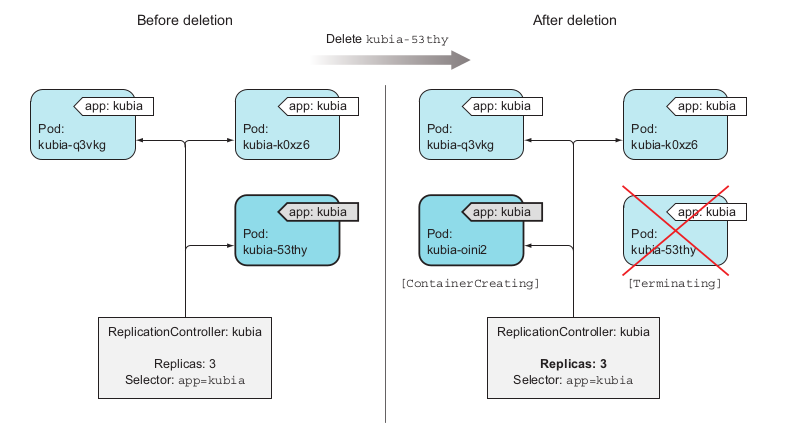 Before deletion
Delete kubia-53thy
After deletion
app: kubia
Pod:
kubia-q3vkg
app: kubia
Pod:
kubia-k0xz6
app: kubia
Pod:
kubia-53thy
ReplicationController: kubia
Replicas: 3
Selector: app=kubia
app: kubia
Pod:
kubia-q3vkg
app: kubia
Pod:
kubia-k0xz6
app: kubia
Pod:
kubia-oini2
[ContainerCreating]
app: kubia
Pod:
kubia-53thy
[Terminating]
ReplicationController: kubia
Replicas: 3
Selector: app=kubia